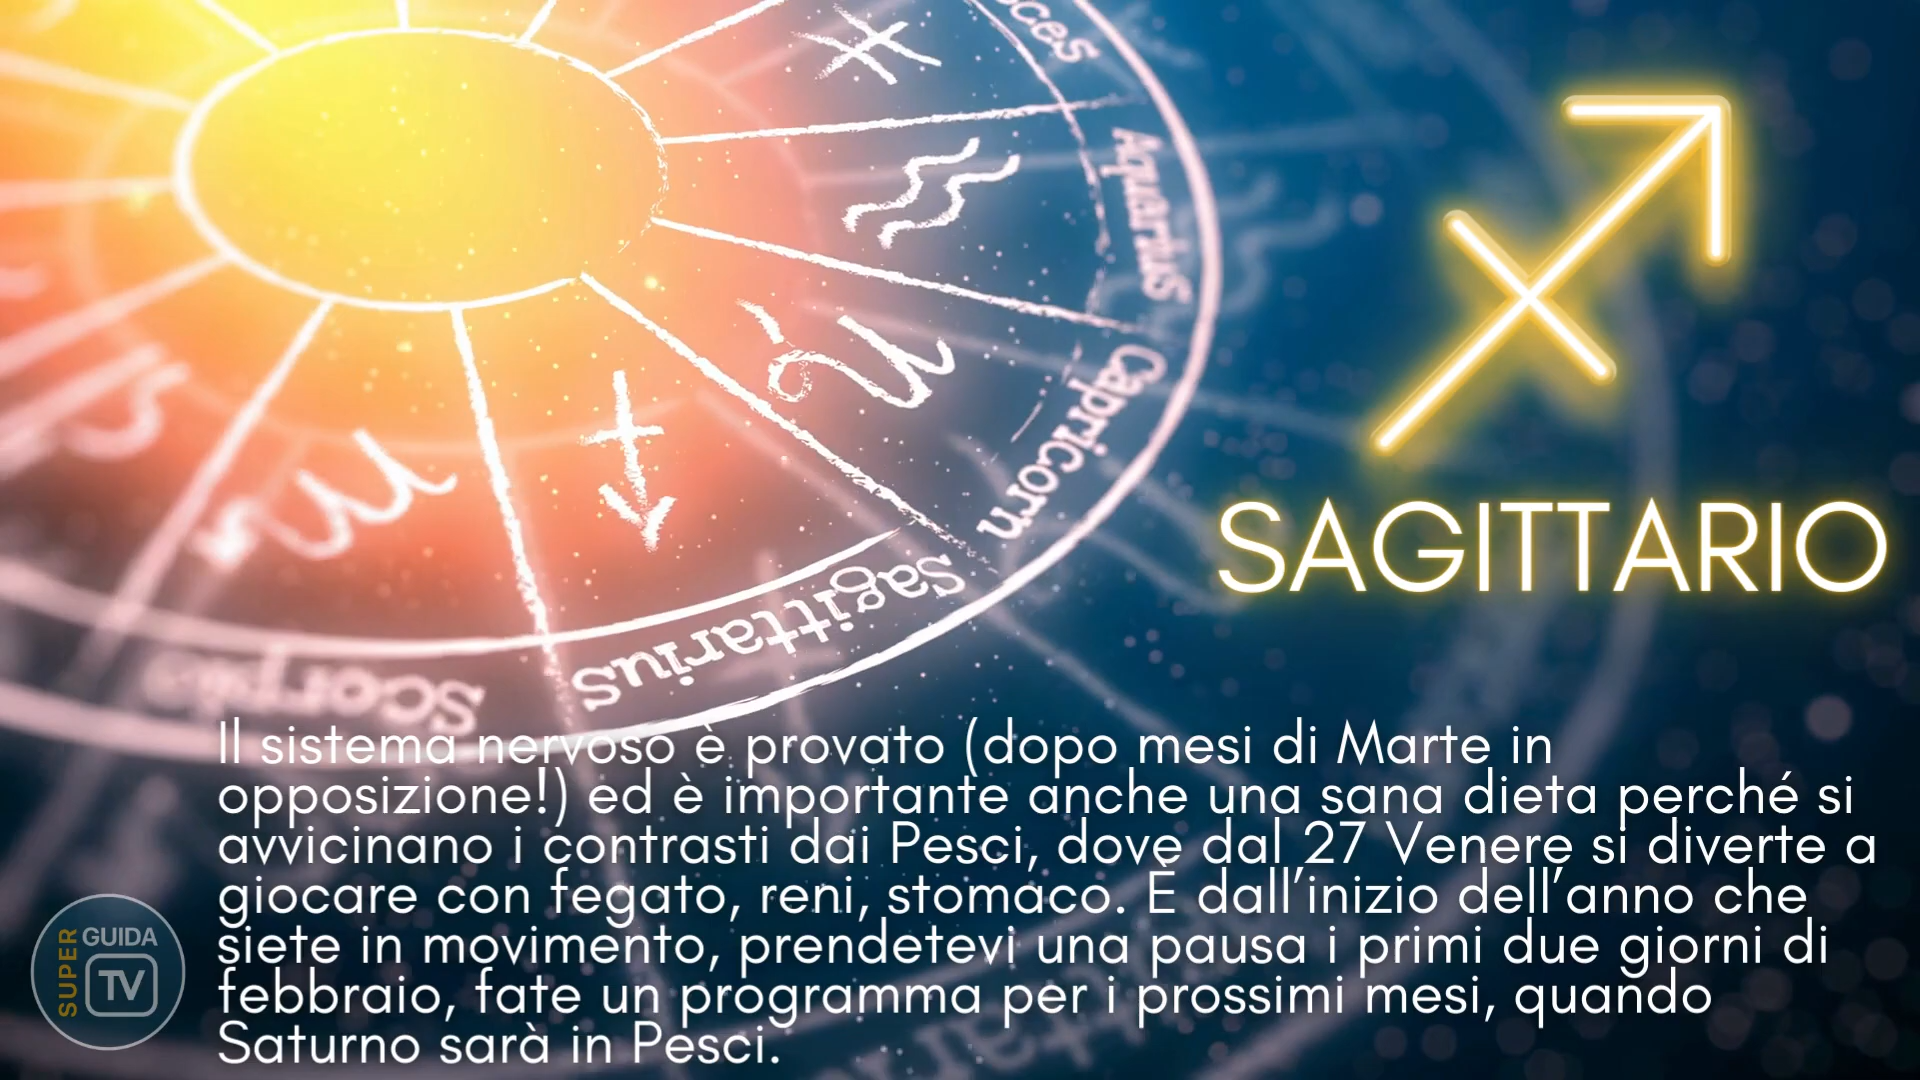 Pisces
Aquarius
Capricorn
Sagittarius
Scorpio
SAGITTARIO
Il sistema nervoso è provato (dopo mesi di Marte in
opposizione!) ed è importante anche una sana dieta perché si
avvicinano i contrasti dai Pesci, dove dal 27 Venere si diverte a
giocare con fegato, reni, stomaco. È dall’inizio dell’anno che
siete in movimento, prendetevi una pausa i primi due giorni di
febbraio, fate un programma per i prossimi mesi, quando
Saturno sarà in Pesci.
SUPER
GUIDA
TV